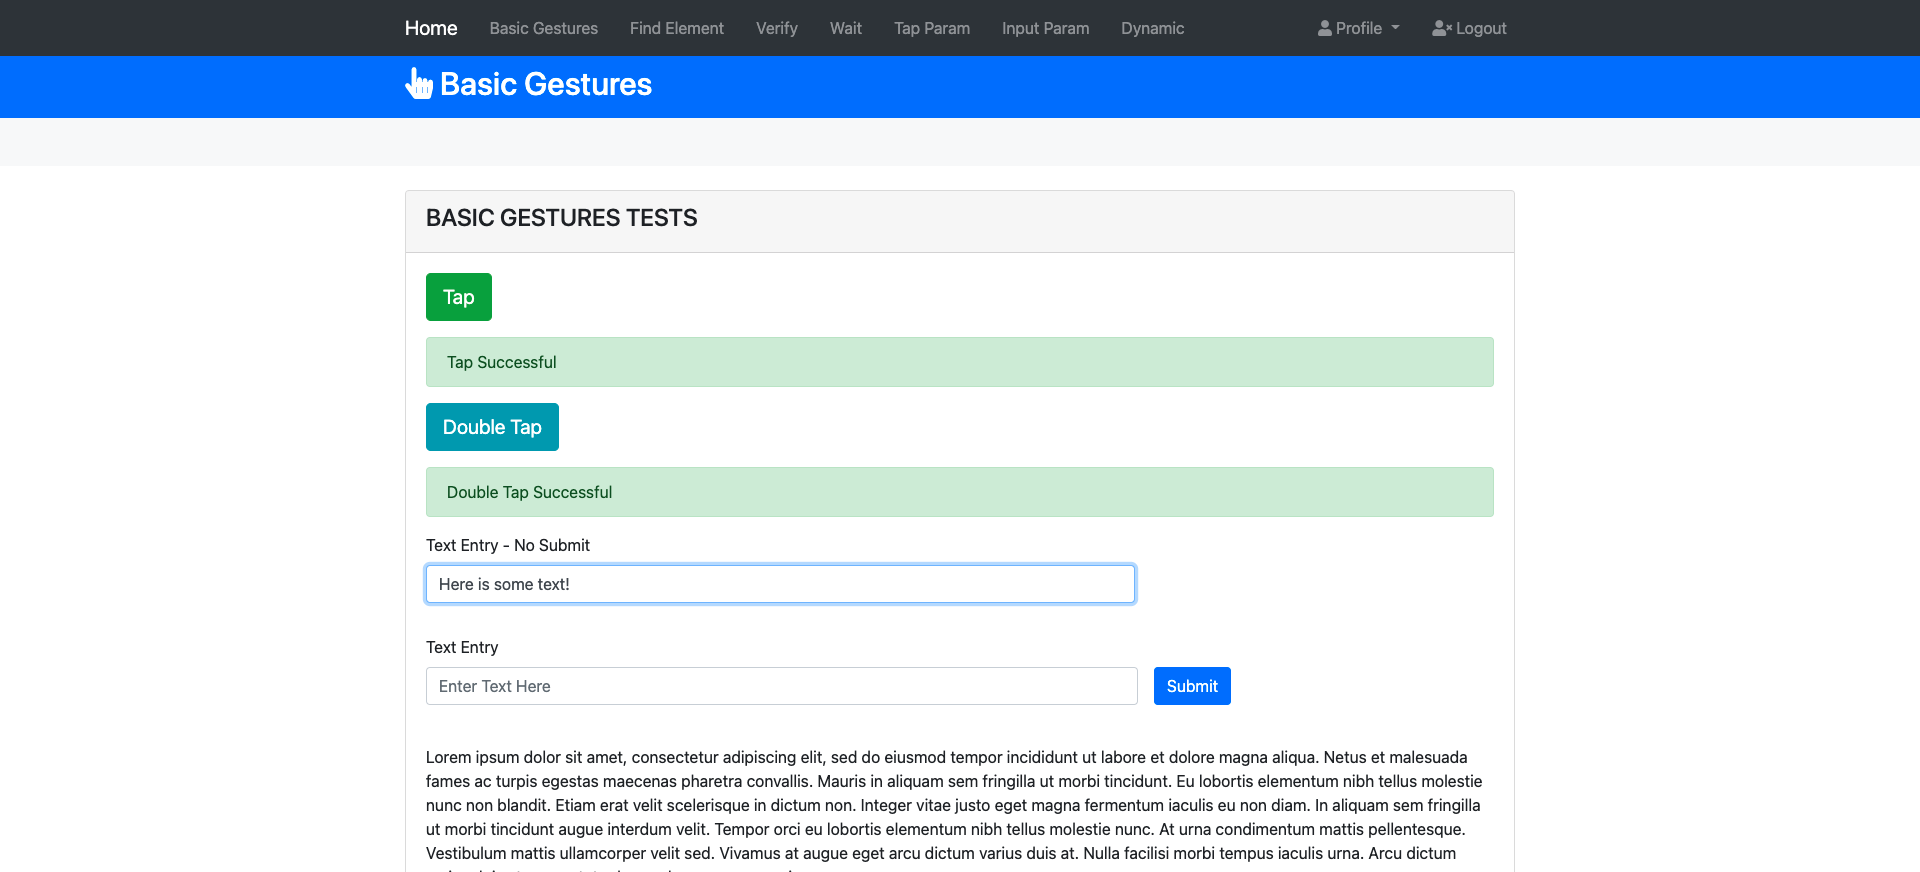 Home Basic Gestures Find Element Verify Wait Tap Param Input Param Dynamic Profile Logout
Basic Gestures
BASIC GESTURES TESTS
Tap
Tap Successful
Double Tap
Double Tap Successful
Text Entry - No Submit
Here is some text!
Text Entry
Enter Text Here Submit
Lorem ipsum dolor sit amet, consectetur adipiscing elit, sed do eiusmod tempor incididunt ut labore et dolore magna aliqua. Netus et malesuada
fames ac turpis egestas maecenas pharetra convallis. Mauris in aliquam sem fringilla ut morbi tincidunt. Eu lobortis elementum nibh tellus molestie
nunc non blandit. Etiam erat velit scelerisque in dictum non. Integer vitae justo eget magna fermentum iaculis eu non diam. In aliquam sem fringilla
ut morbi tincidunt augue interdum velit. Tempor orci eu lobortis elementum nibh tellus molestie nunc. At urna condimentum mattis pellentesque.
Vestibulum mattis ullamcorper velit sed. Vivamus at augue eget arcu dictum varius duis at. Nulla facilisi morbi tempus iaculis urna. Arcu dictum